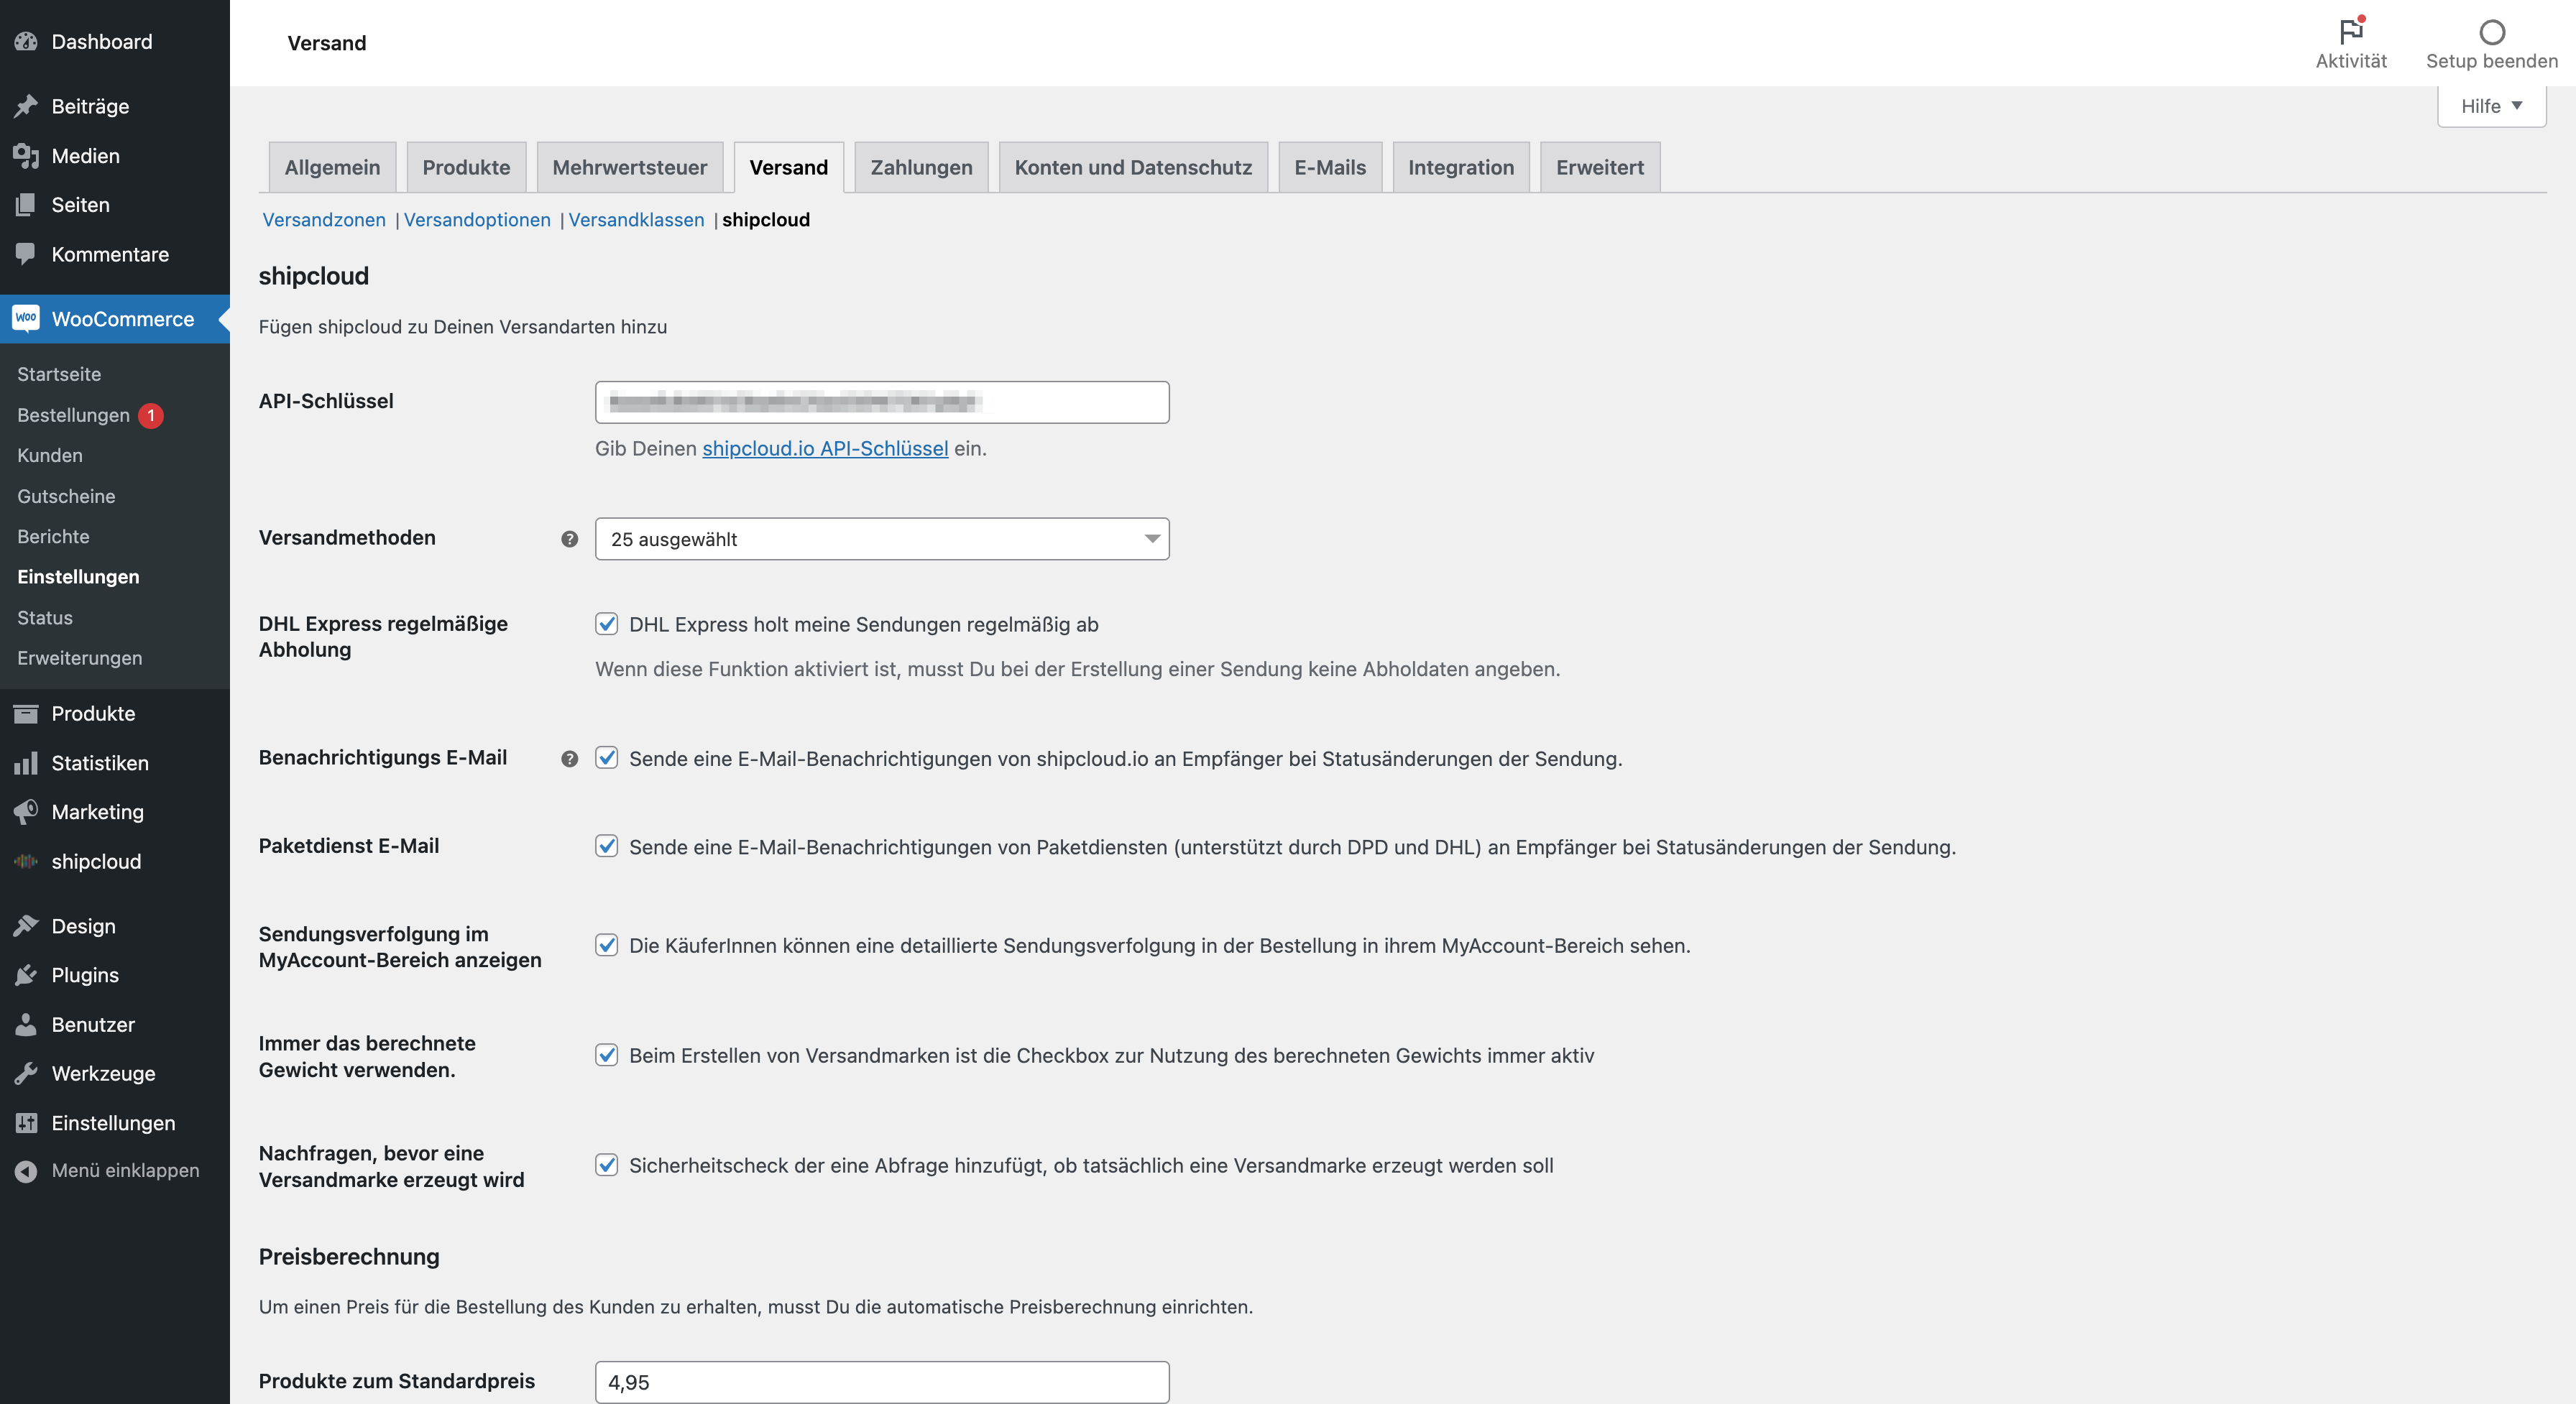 Dashboard
Beiträge
Medien
Seiten
Kommentare
Woo WooCommerce
Startseite
Bestellungen 1
Kunden
Gutscheine
Berichte
Einstellungen
Status
Erweiterungen
Produkte
Statistiken
Marketing
shipcloud
Design
Plugins
Benutzer
Werkzeuge
Einstellungen
Menü einklappen
Versand
Aktivität
Setup beenden
Hilfe
Allgemein Produkte Mehrwertsteuer Versand Zahlungen Konten und Datenschutz E-Mails Integration Erweitert
Versandzonen | Versandoptionen | Versandklassen | shipcloud
shipcloud
Fügen shipcloud zu Deinen Versandarten hinzu
API-Schlüssel
Gib Deinen shipcloud.io API-Schlüssel ein.
Versandmethoden ? 25 ausgewählt
DHL Express regelmäßige
Abholung
DHL Express holt meine Sendungen regelmäßig ab
Wenn diese Funktion aktiviert ist, musst Du bei der Erstellung einer Sendung keine Abholdaten angeben.
Benachrichtigungs E-Mail ? Sende eine E-Mail-Benachrichtigungen von shipcloud.io an Empfänger bei Statusänderungen der Sendung.
Paketdienst E-Mail Sende eine E-Mail-Benachrichtigungen von Paketdiensten (unterstützt durch DPD und DHL) an Empfänger bei Statusänderungen der Sendung.
Sendungsverfolgung im
MyAccount-Bereich anzeigen
Die KäuferInnen können eine detaillierte Sendungsverfolgung in der Bestellung in ihrem MyAccount-Bereich sehen.
Immer das berechnete
Gewicht verwenden.
Beim Erstellen von Versandmarken ist die Checkbox zur Nutzung des berechneten Gewichts immer aktiv
Nachfragen, bevor eine
Versandmarke erzeugt wird
Sicherheitscheck der eine Abfrage hinzufügt, ob tatsächlich eine Versandmarke erzeugt werden soll
Preisberechnung
Um einen Preis für die Bestellung des Kunden zu erhalten, musst Du die automatische Preisberechnung einrichten.
Produkte zum Standardpreis 4,95